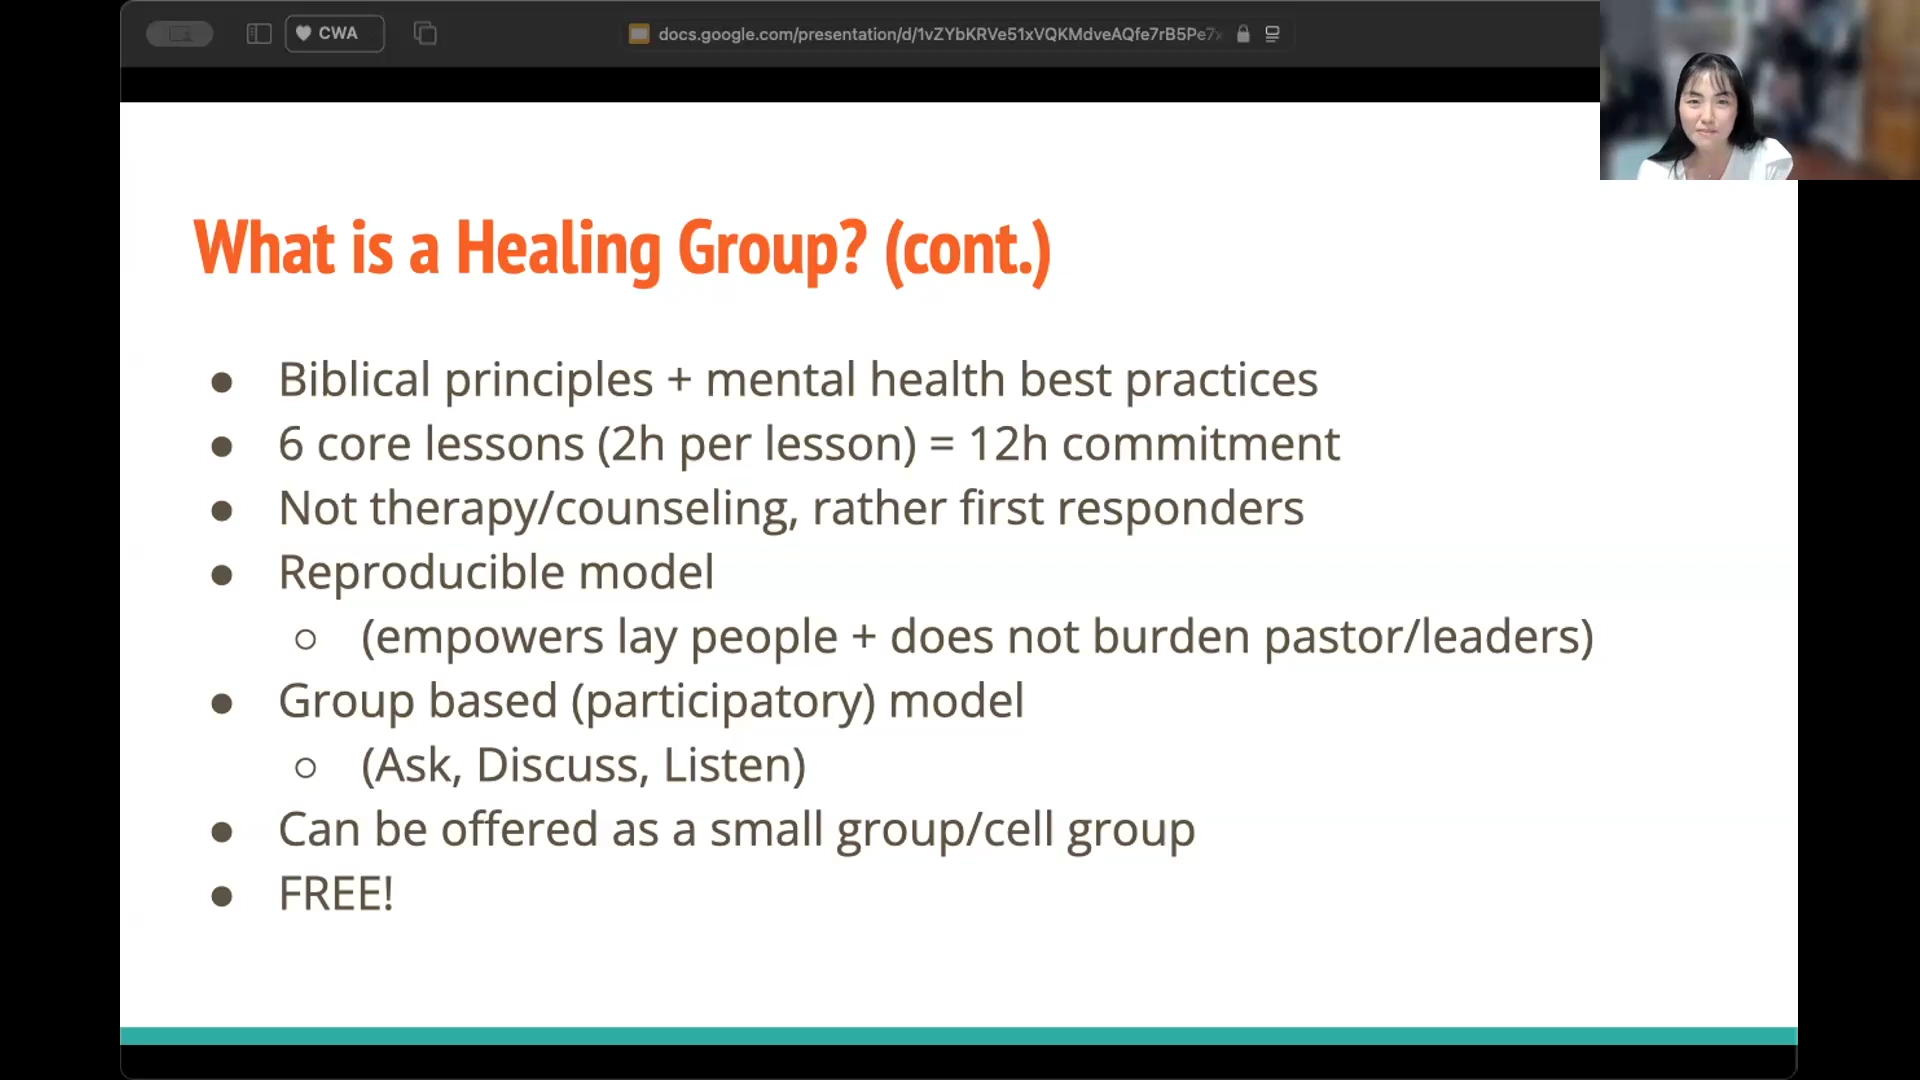 CWA
docs.google.com/presentation/d/1vZYbKRVe51xVQKMdveAQfe7rB5Pe7
What is a Healing Group? (cont.)
● Biblical principles + mental health best practices
● 6 core lessons (2h per lesson) = 12h commitment
● Not therapy/counseling, rather first responders
● Reproducible model
○ (empowers lay people + does not burden pastor/leaders)
● Group based (participatory) model
○ (Ask, Discuss, Listen)
● Can be offered as a small group/cell group
● FREE!